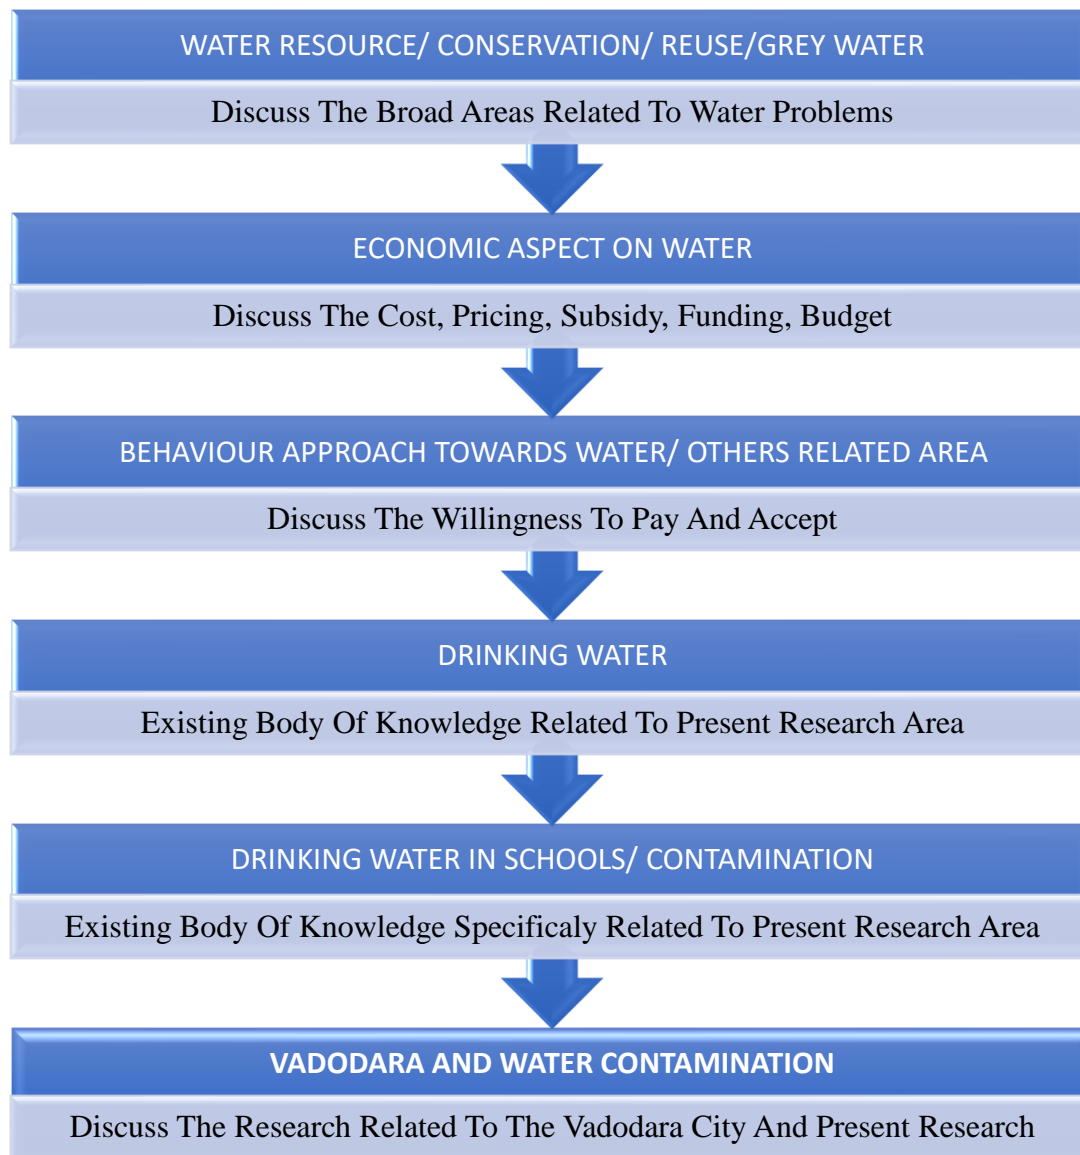 WATER RESOURCE/ CONSERVATION/ REUSE/GREY WATER
Discuss The Broad Areas Related To Water Problems
ECONOMIC ASPECT ON WATER
Discuss The Cost, Pricing, Subsidy, Funding, Budget
BEHAVIOUR APPROACH TOWARDS WATER/ OTHERS RELATED AREA
Discuss The Willingness To Pay And Accept
DRINKING WATER
Existing Body Of Knowledge Related To Present Research Area
DRINKING WATER IN SCHOOLS/ CONTAMINATION
Existing Body Of Knowledge Specificaly Related To Present Research Area
VADODARA AND WATER CONTAMINATION
Discuss The Research Related To The Vadodara City And Present Research